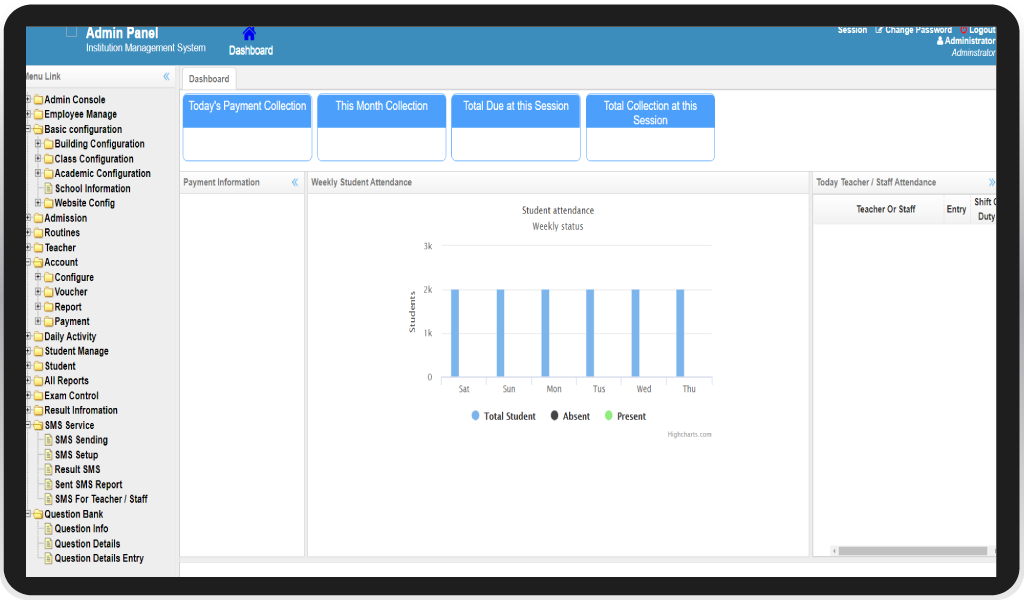 Admin Panel
Institution Management System
Dashboard
Session
Change Password
Logout
Administrator
Adminstrator
Menu Link
Admin Console
Employee Manage
Basic configuration
Building Configuration
Class Configuration
Academic Configuration
School Information
Website Config
Admission
Routines
Teacher
Account
Configure
Voucher
Report
Payment
Daily Activity
Student Manage
Student
All Reports
Exam Control
Result Infromation
SMS Service
SMS Sending
SMS Setup
Result SMS
Sent SMS Report
SMS For Teacher / Staff
Question Bank
Question Info
Question Details
Question Details Entry
Dashboard
Today's Payment Collection
This Month Collection
Total Due at this Session
Total Collection at this
Session
Payment Information
Weekly Student Attendance
Student attendance
Weekly status
Students
3k
2k
1k
0
Sat
Sun
Mon
Tus
Wed
Thu
Total Student
Absent
Present
Highcharts.com
Today Teacher / Staff Attendance
Teacher Or Staff
Entry
Shift
Duty